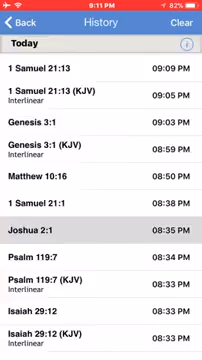 9:11 PM
82%
Back
History
Clear
Today
1 Samuel 21:13
09:09 PM
1 Samuel 21:13 (KJV)
Interlinear
09:05 PM
Genesis 3:1
09:03 PM
Genesis 3:1 (KJV)
Interlinear
08:59 PM
Matthew 10:16
08:50 PM
1 Samuel 21:1
08:38 PM
Joshua 2:1
08:35 PM
Psalm 119:7
08:34 PM
Psalm 119:7 (KJV)
Interlinear
08:33 PM
Isaiah 29:12
08:33 PM
Isaiah 29:12 (KJV)
Interlinear
08:33 PM